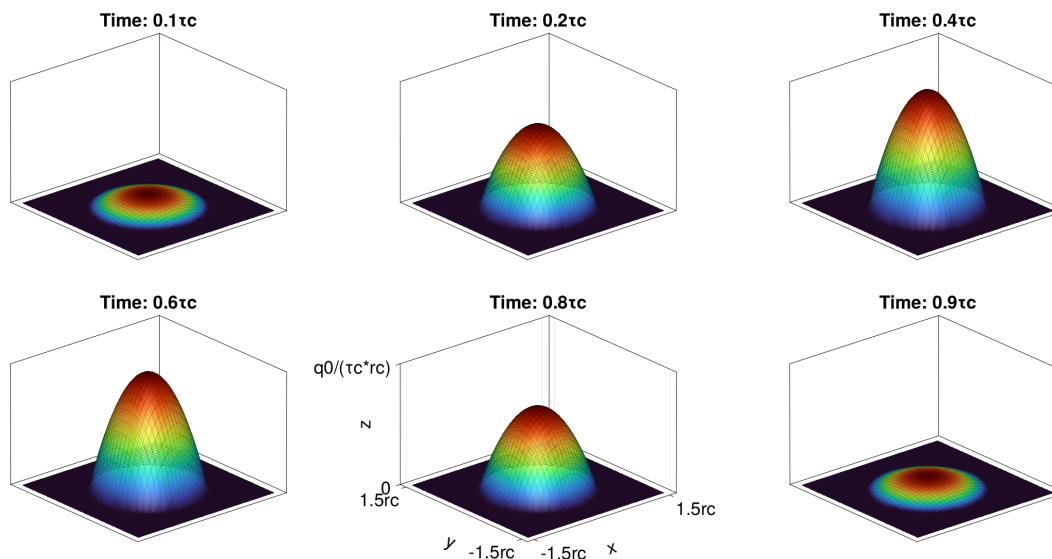 Time: 0.1τc
Time: 0.2τc
Time: 0.4τc
Time: 0.6τc
Time: 0.8τc
Time: 0.9τc
q0/(τc*rc)
z
0
1.5rc
1.5rc
y
-1.5rc
-1.5rc
x